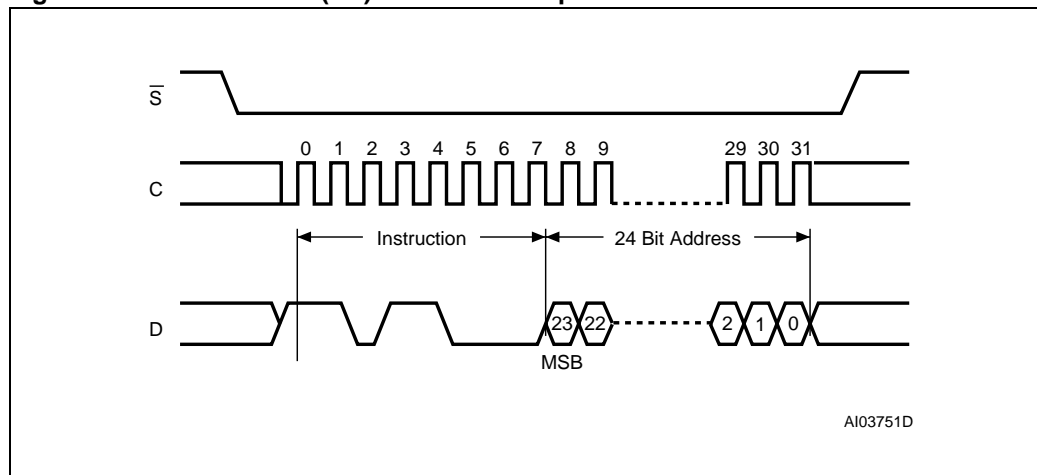 S
0 1 2 3 4 5 6 7 8 9 29 30 31
C
Instruction 24 Bit Address
D
23 22 2 1 0
MSB
AI03751D